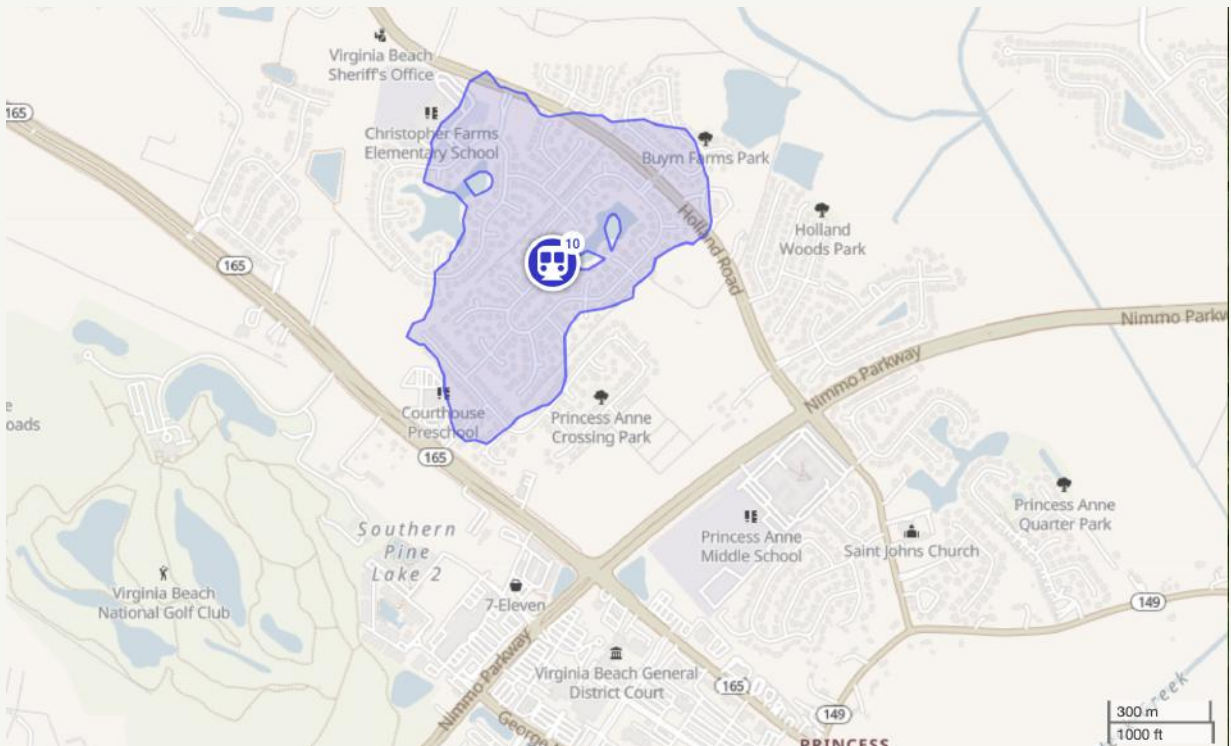 Virginia Beach
Sheriff's Office
165
Christopher Farms
Elementary School
Buym Farms Park
Holland
Woods Park
Holland Road
165
10
Nimmo Parkw
Nimmo Parkway
oads
Courthouse
Preschool
Princess Anne
Crossing Park
165
Southern
Pine
Lake 2
Princess Anne
Middle School
Saint Johns Church
Princess Anne
Quarter Park
Virginia Beach
National Golf Club
7-Eleven
149
Nimmo Parkway
Virginia Beach General
District Court
165
149
George
PRINCESS
Creek
300 m
1000 ft